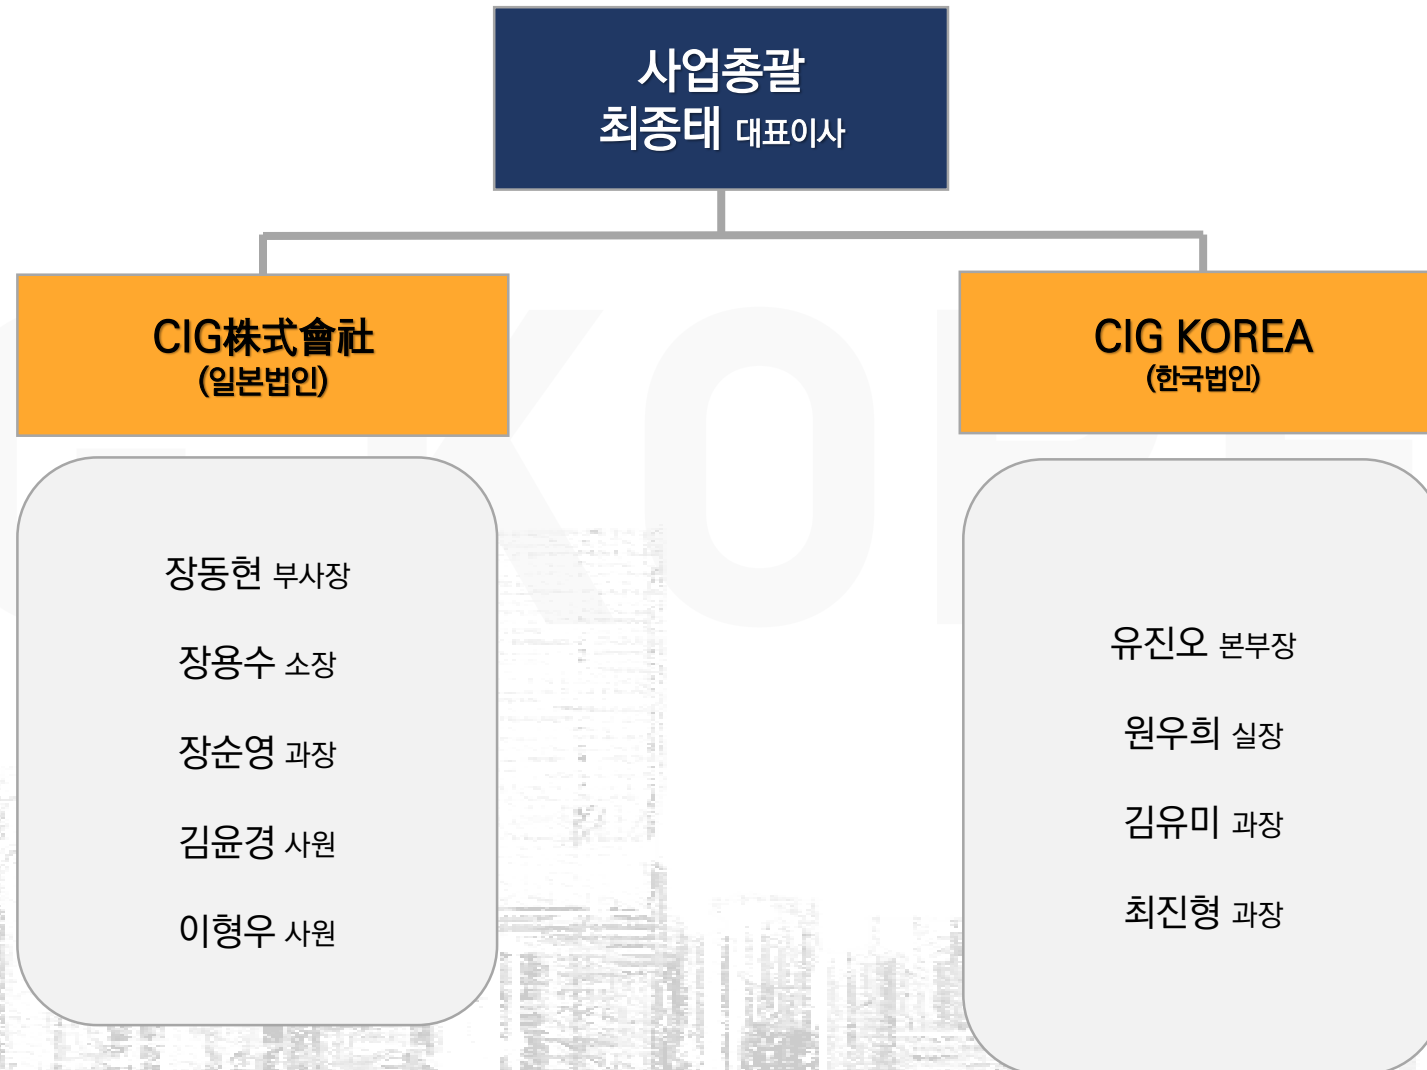 사업총괄
최종태 대표이사
CIG株式會社
(일본법인)
장동현 부사장
장용수 소장
장순영 과장
김윤경 사원
이형우 사원
CIG KOREA
(한국법인)
유진오 본부장
원우희 실장
김유미 과장
최진형 과장